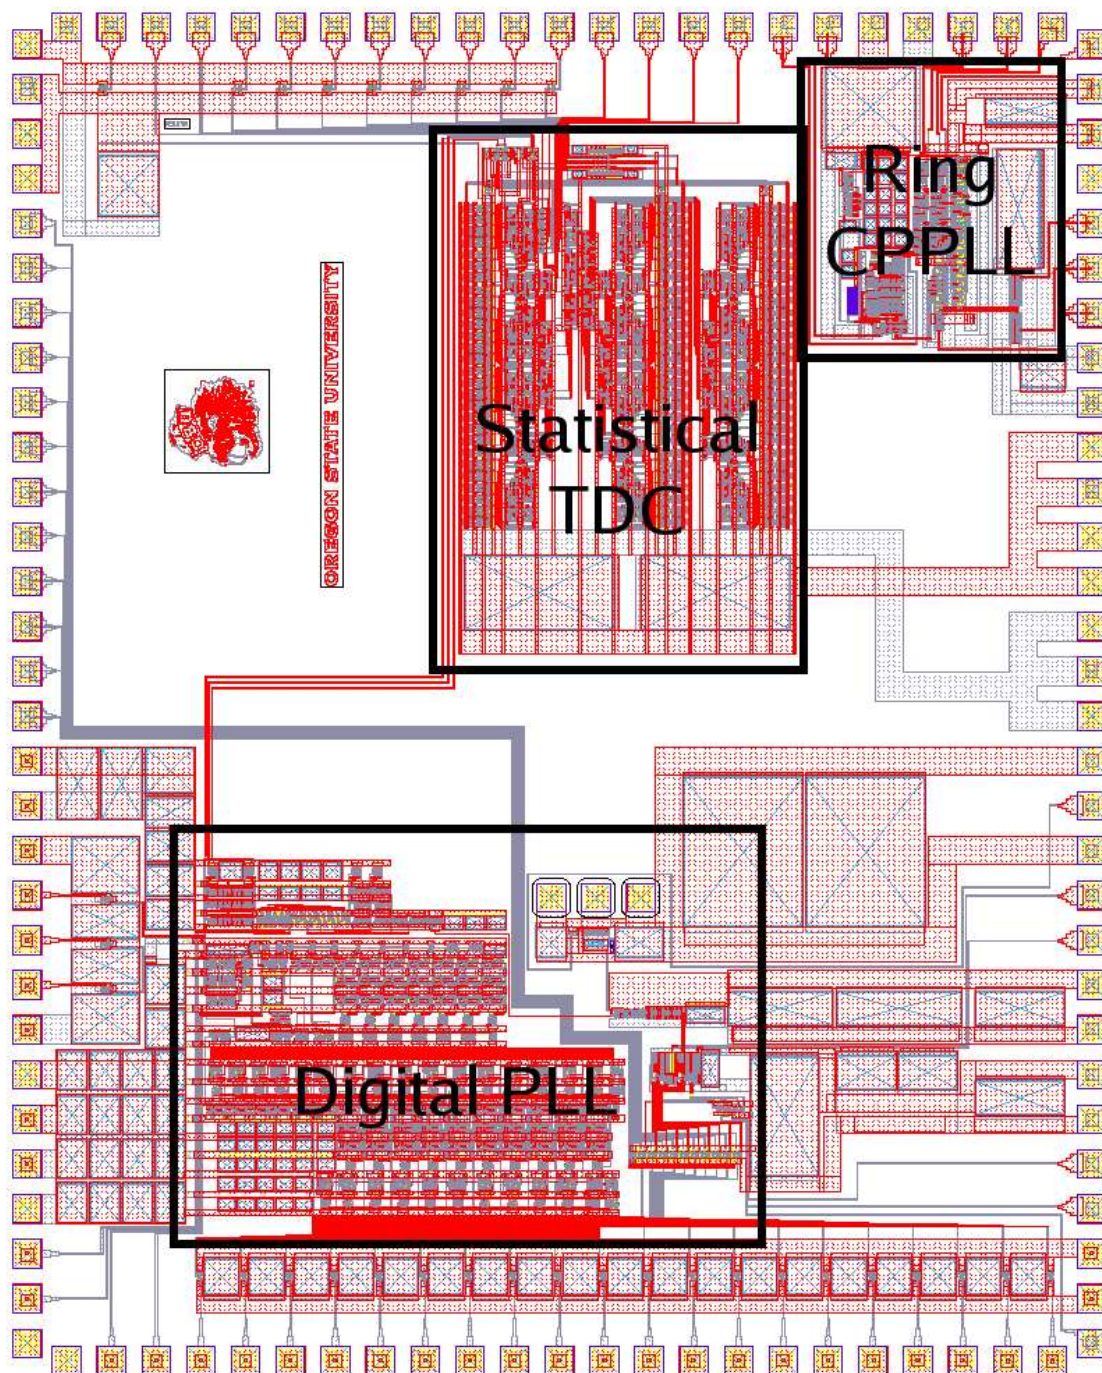 Ring
CPPLL
OREGON STATE UNIVERSITY
Statistical
TDC
Digital PLL